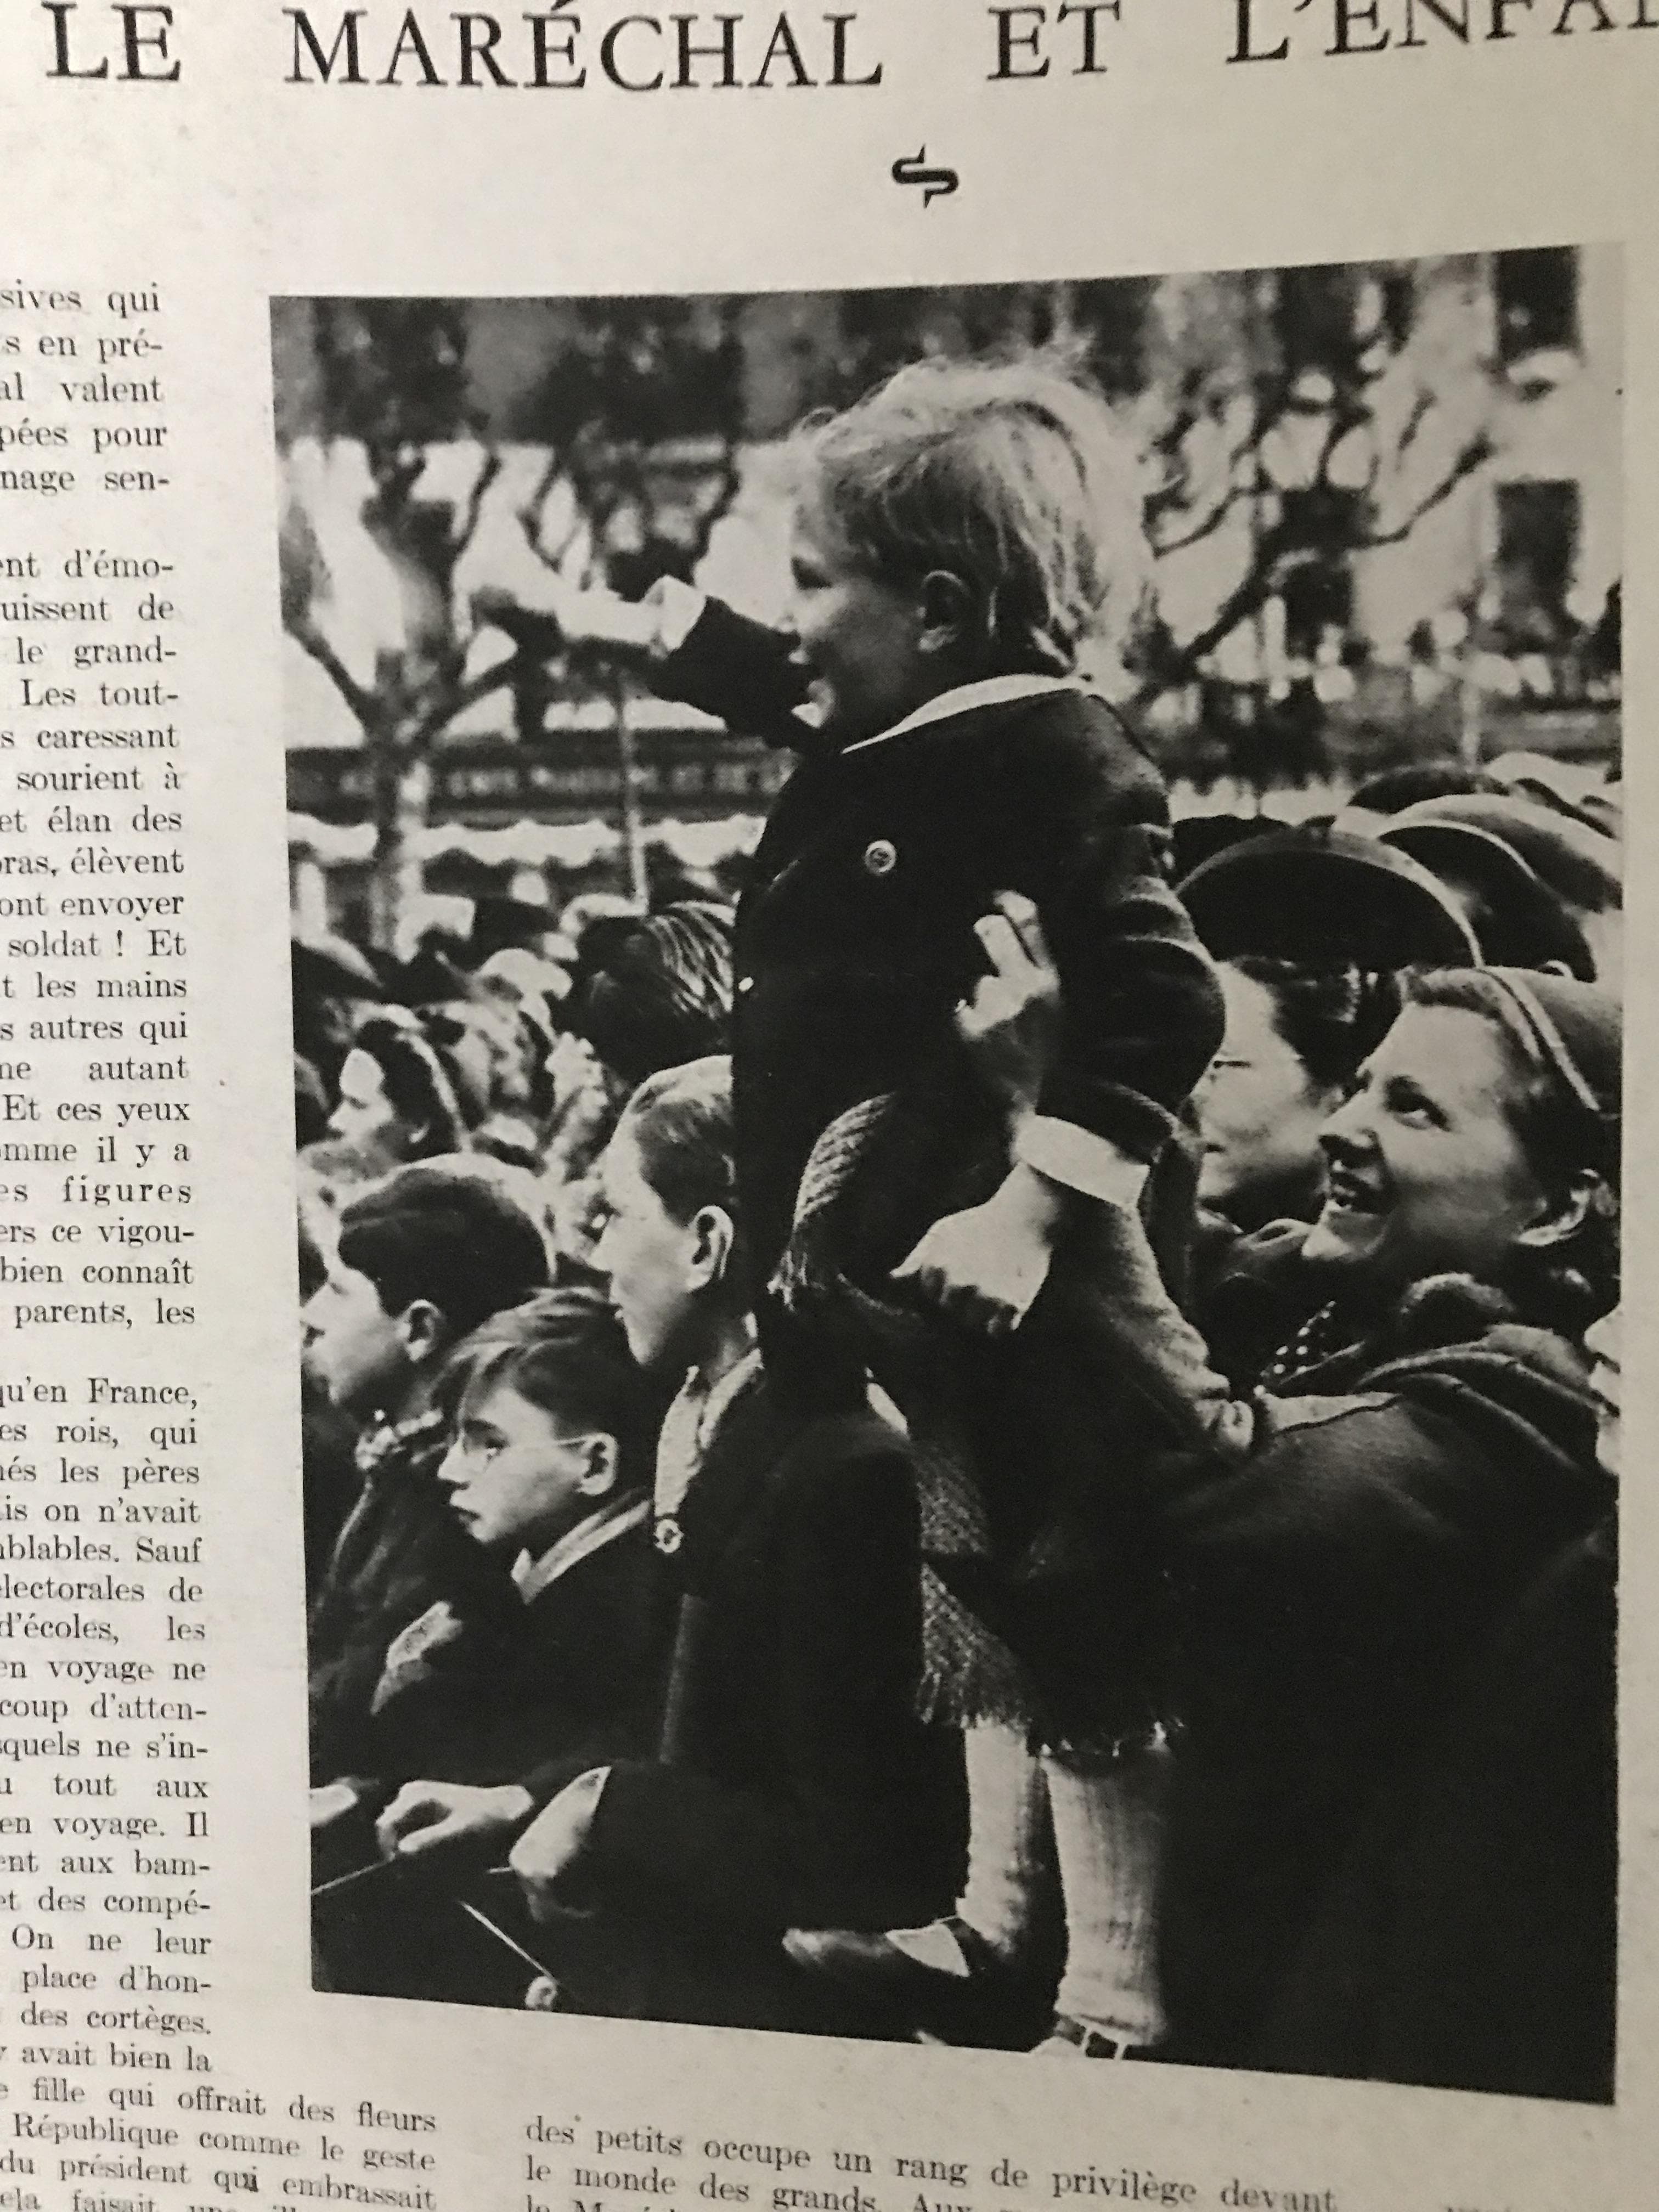 LE MARÉCHAL ET L'ENFA
sives qui
s en pré-
al valent
pées pour
nage sen-
ent d'émo-
uissent de
le grand-
Les tout-
s caressant
sourient à
et élan des
bras, élèvent
ont envoyer
soldat ! Et
t les mains
s autres qui
ne autant
Et ces yeux
omme il y a
es figures
ers ce vigou-
bien connaît
parents, les
qu'en France,
es rois, qui
nés les pères
is on n'avait
blables. Sauf
électorales de
d'écoles, les
en voyage ne
coup d'atten-
squels ne s'in-
u tout aux
en voyage. Il
ent aux bam-
et des compé-
On ne leur
place d'hon-
des cortèges.
y avait bien la
e fille qui offrait des fleurs
République comme le geste
du président qui embrassait
ela faisait
des petits occupe un rang de privilège devant
le monde des grands. Aux